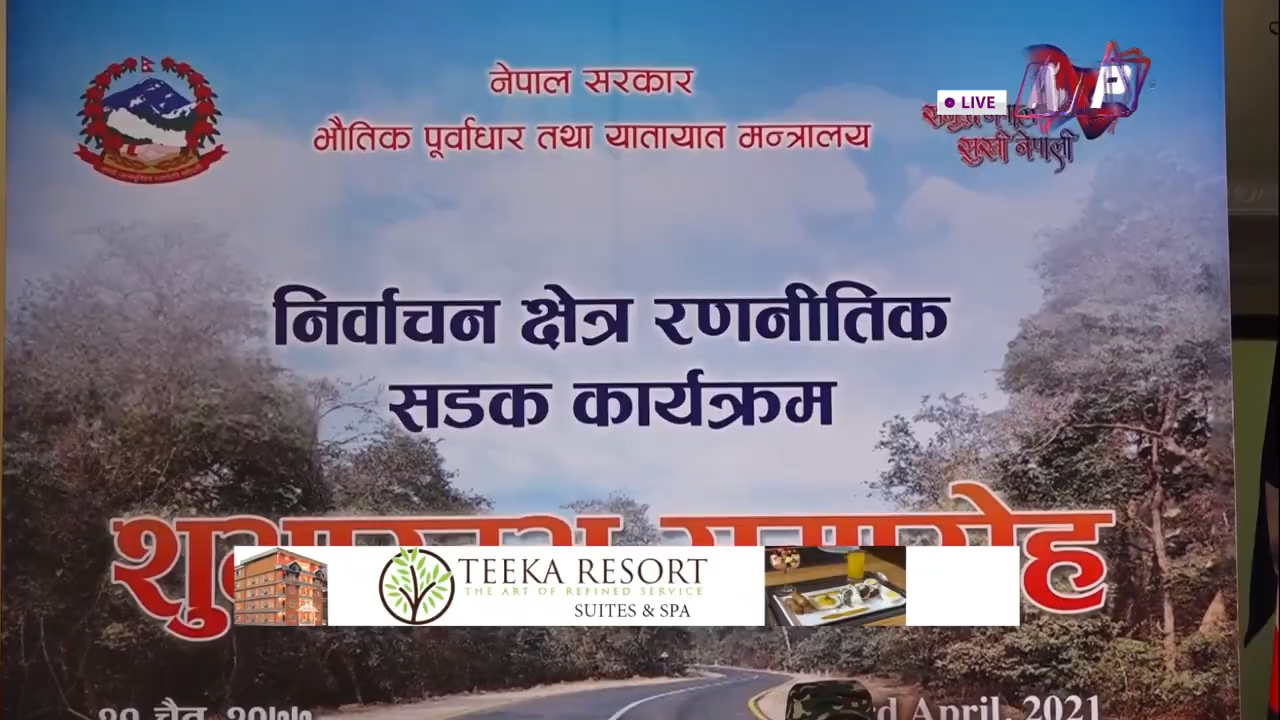 नेपाल सरकार
भौतिक पूर्वाधार तथा यातायात मन्त्रालय
LIVE
सुखी नेपाली
निर्वाचन क्षेत्र रणनीतिक
सडक कार्यक्रम
TEEKA RESORT
THE ART OF REFINED SERVICE
SUITES & SPA
चैत, २०७७
April, 2021